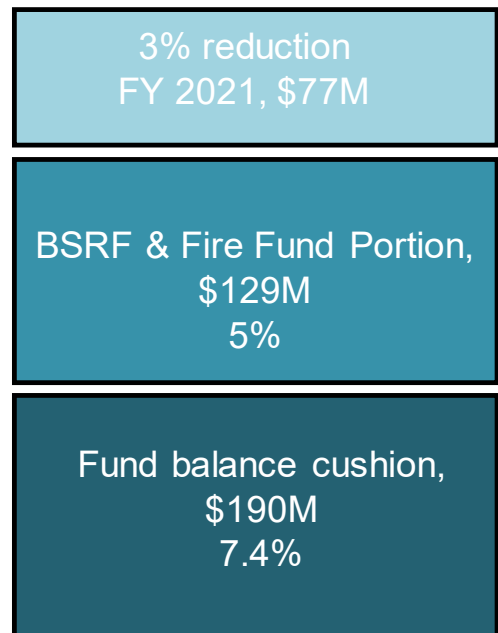 3% reduction
FY 2021, $77M
BSRF & Fire Fund Portion,
$129M
5%
Fund balance cushion,
$190M
7.4%